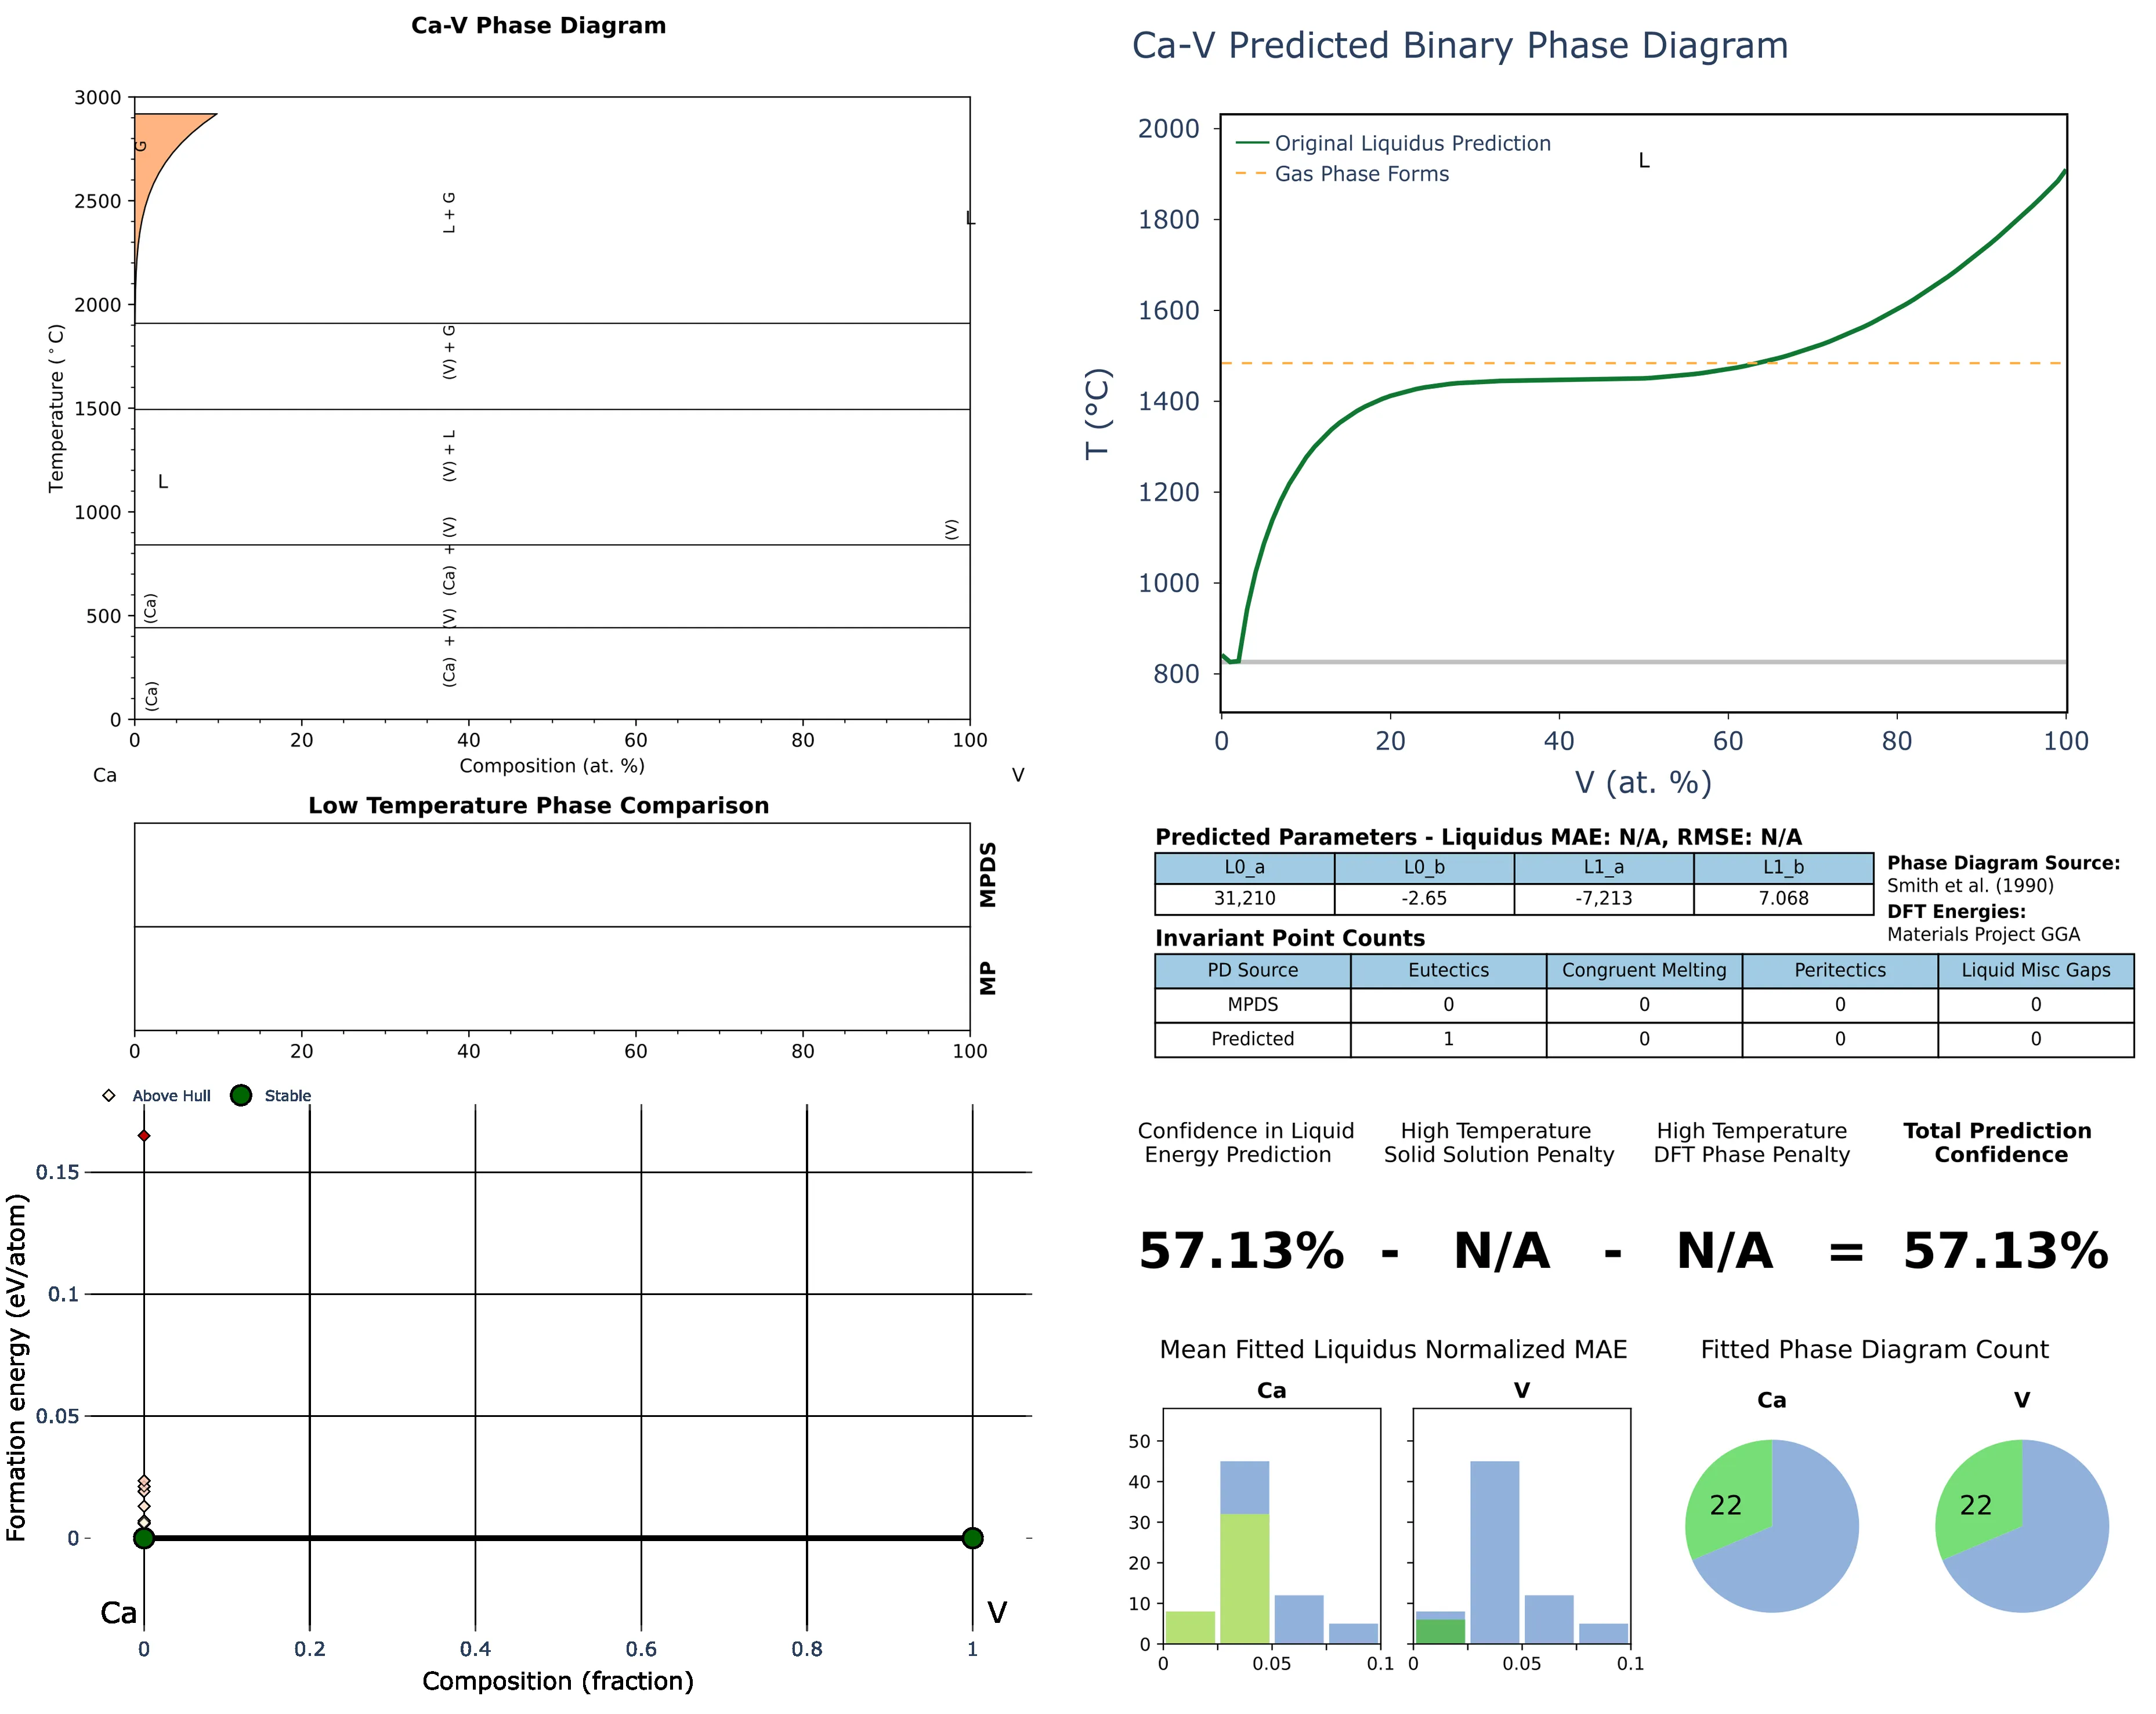 Ca-V Phase Diagram
3000
2500
2000
1500
1000
500
0
Temperature (°C)
G
L + G
L
(V) + G
(V) + L
L
(Ca) + (V)
(V)
(Ca)
(Ca) + (V)
(Ca)
0 20 40 60 80 100
Composition (at. %)
Ca V
Low Temperature Phase Comparison
MPDS
MP
0 20 40 60 80 100
Above Hull Stable
0.15
0.1
0.05
0
Formation energy (eV/atom)
Ca V
0 0.2 0.4 0.6 0.8 1
Composition (fraction)
Ca-V Predicted Binary Phase Diagram
2000
1800
1600
1400
1200
1000
800
T (°C)
Original Liquidus Prediction
Gas Phase Forms
L
0 20 40 60 80 100
V (at. %)
Predicted Parameters - Liquidus MAE: N/A, RMSE: N/A
L0_a L0_b L1_a L1_b
31,210 -2.65 -7,213 7.068
Phase Diagram Source:
Smith et al. (1990)
DFT Energies:
Materials Project GGA
Invariant Point Counts
PD Source Eutectics Congruent Melting Peritectics Liquid Misc Gaps
MPDS 0 0 0 0
Predicted 1 0 0 0
Confidence in Liquid
Energy Prediction
High Temperature
Solid Solution Penalty
High Temperature
DFT Phase Penalty
Total Prediction
Confidence
57.13% - N/A - N/A = 57.13%
Mean Fitted Liquidus Normalized MAE
Ca V
50
40
30
20
10
0
0 0.05 0.1 0 0.05 0.1
Fitted Phase Diagram Count
Ca V
22 22